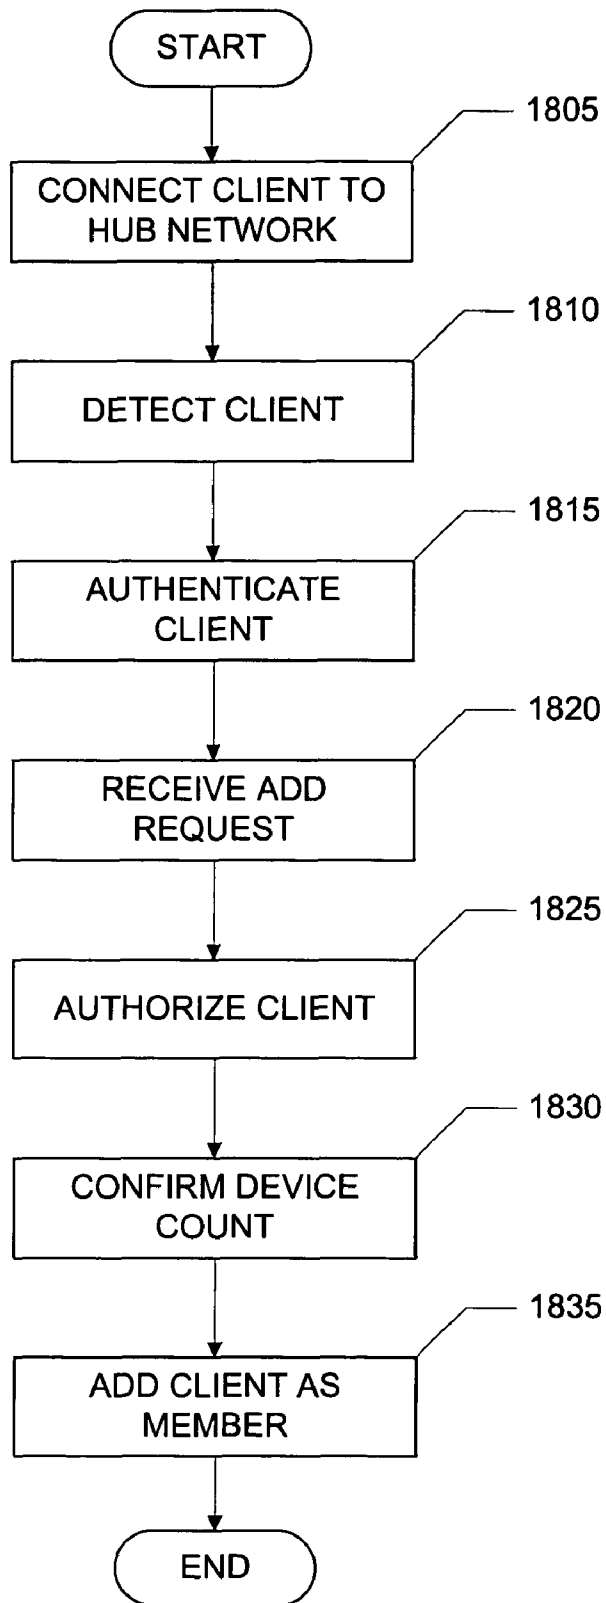 START
1805
CONNECT CLIENT TO
HUB NETWORK
1810
DETECT CLIENT
1815
AUTHENTICATE
CLIENT
1820
RECEIVE ADD
REQUEST
1825
AUTHORIZE CLIENT
1830
CONFIRM DEVICE
COUNT
1835
ADD CLIENT AS
MEMBER
END